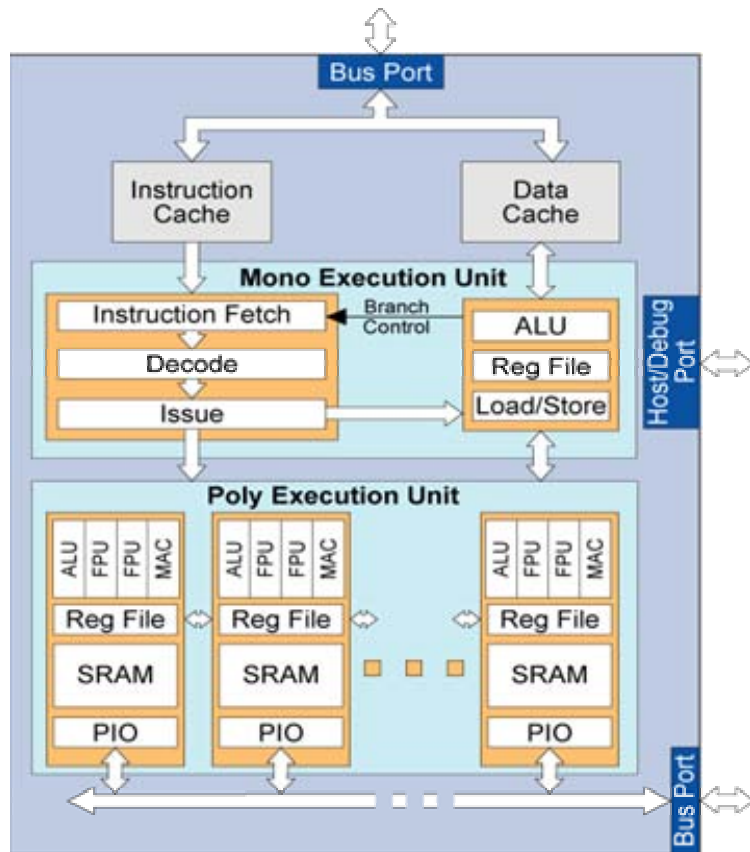 Bus Port
Instruction
Cache
Data
Cache
Mono Execution Unit
Instruction Fetch
Decode
Issue
Branch
Control
ALU
Reg File
Load/Store
Host/Debug
Port
Poly Execution Unit
ALU
FPU
FPU
MAC
Reg File
SRAM
PIO
ALU
FPU
FPU
MAC
Reg File
SRAM
PIO
ALU
FPU
FPU
MAC
Reg File
SRAM
PIO
Bus Port